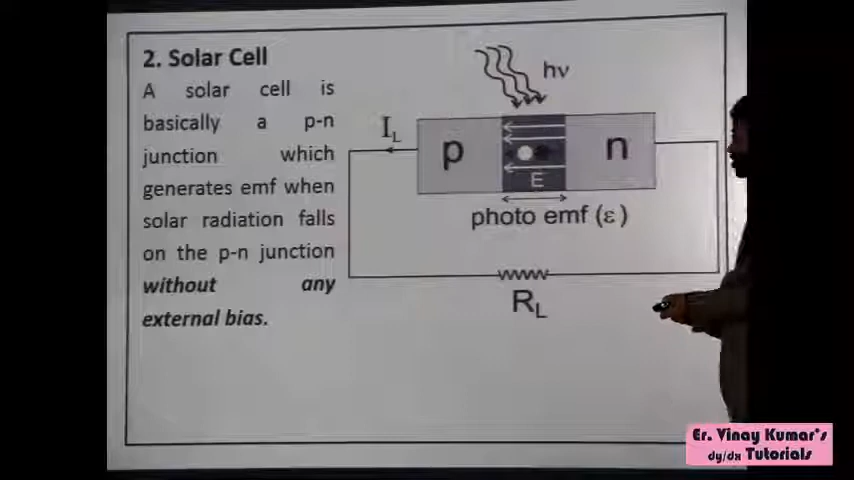 2. Solar Cell
A solar cell is
basically a p-n
junction which
generates emf when
solar radiation falls
on the p-n junction
without any
external bias.
hν
I_L
p
n
E
photo emf (ε)
R_L
Er. Vinay Kumar's
dy/dx Tutorials